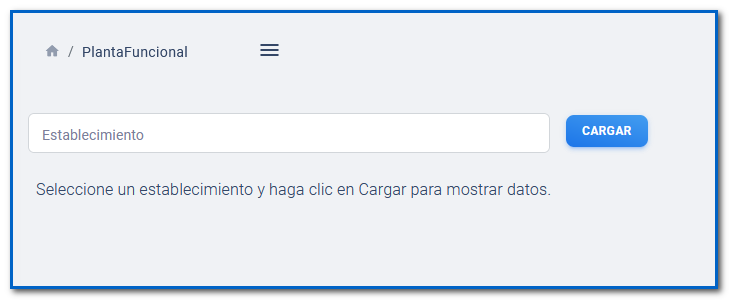 / PlantaFuncional
Establecimiento
CARGAR
Seleccione un establecimiento y haga clic en Cargar para mostrar datos.